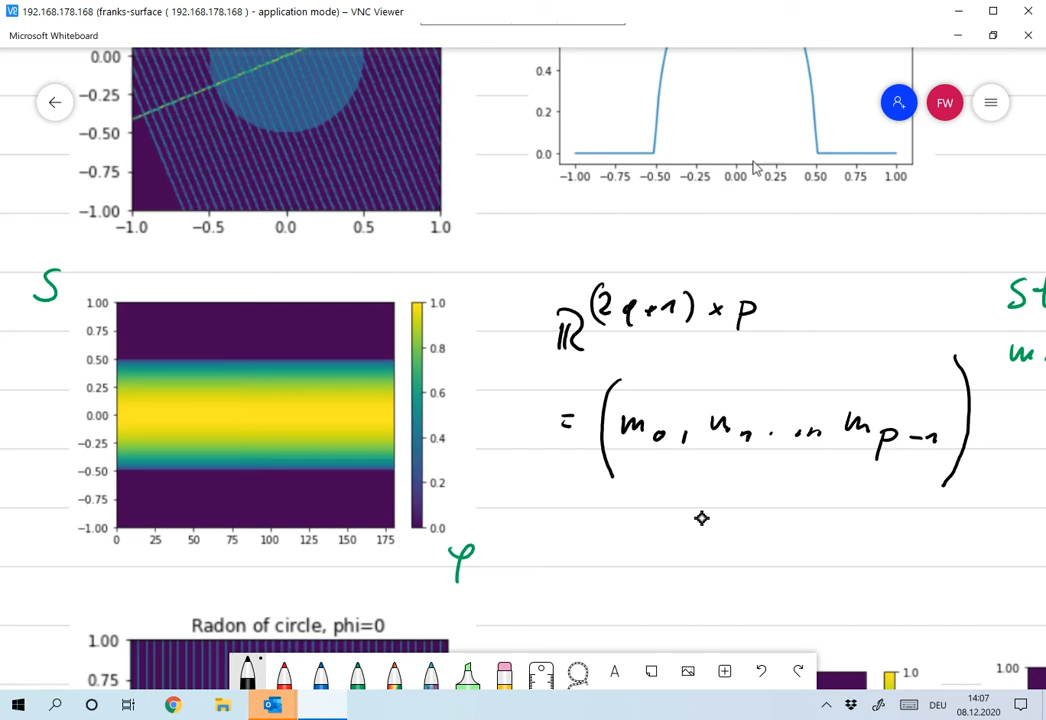 192.168.178.168 (franks-surface ( 192.168.178.168 ) - application mode) – VNC Viewer
Microsoft Whiteboard
0.00
−0.25
−0.50
−0.75
−1.00
−1.0 −0.5 0.0 0.5 1.0
0.4
0.2
0.0
−1.00 −0.75 −0.50 −0.25 0.00 0.25 0.50 0.75 1.00
FW
S
1.00
0.75
0.50
0.25
0.00
−0.25
−0.50
−0.75
−1.00
0 25 50 75 100 125 150 175
1.0
0.8
0.6
0.4
0.2
0.0
φ
ℝ^(2q+1)×p
= (m_0, m_1 ..., m_p−1)
St
m.
Radon of circle, phi=0
1.00
0.75
1.0
1.00
A
DEU
14:07
08.12.2020